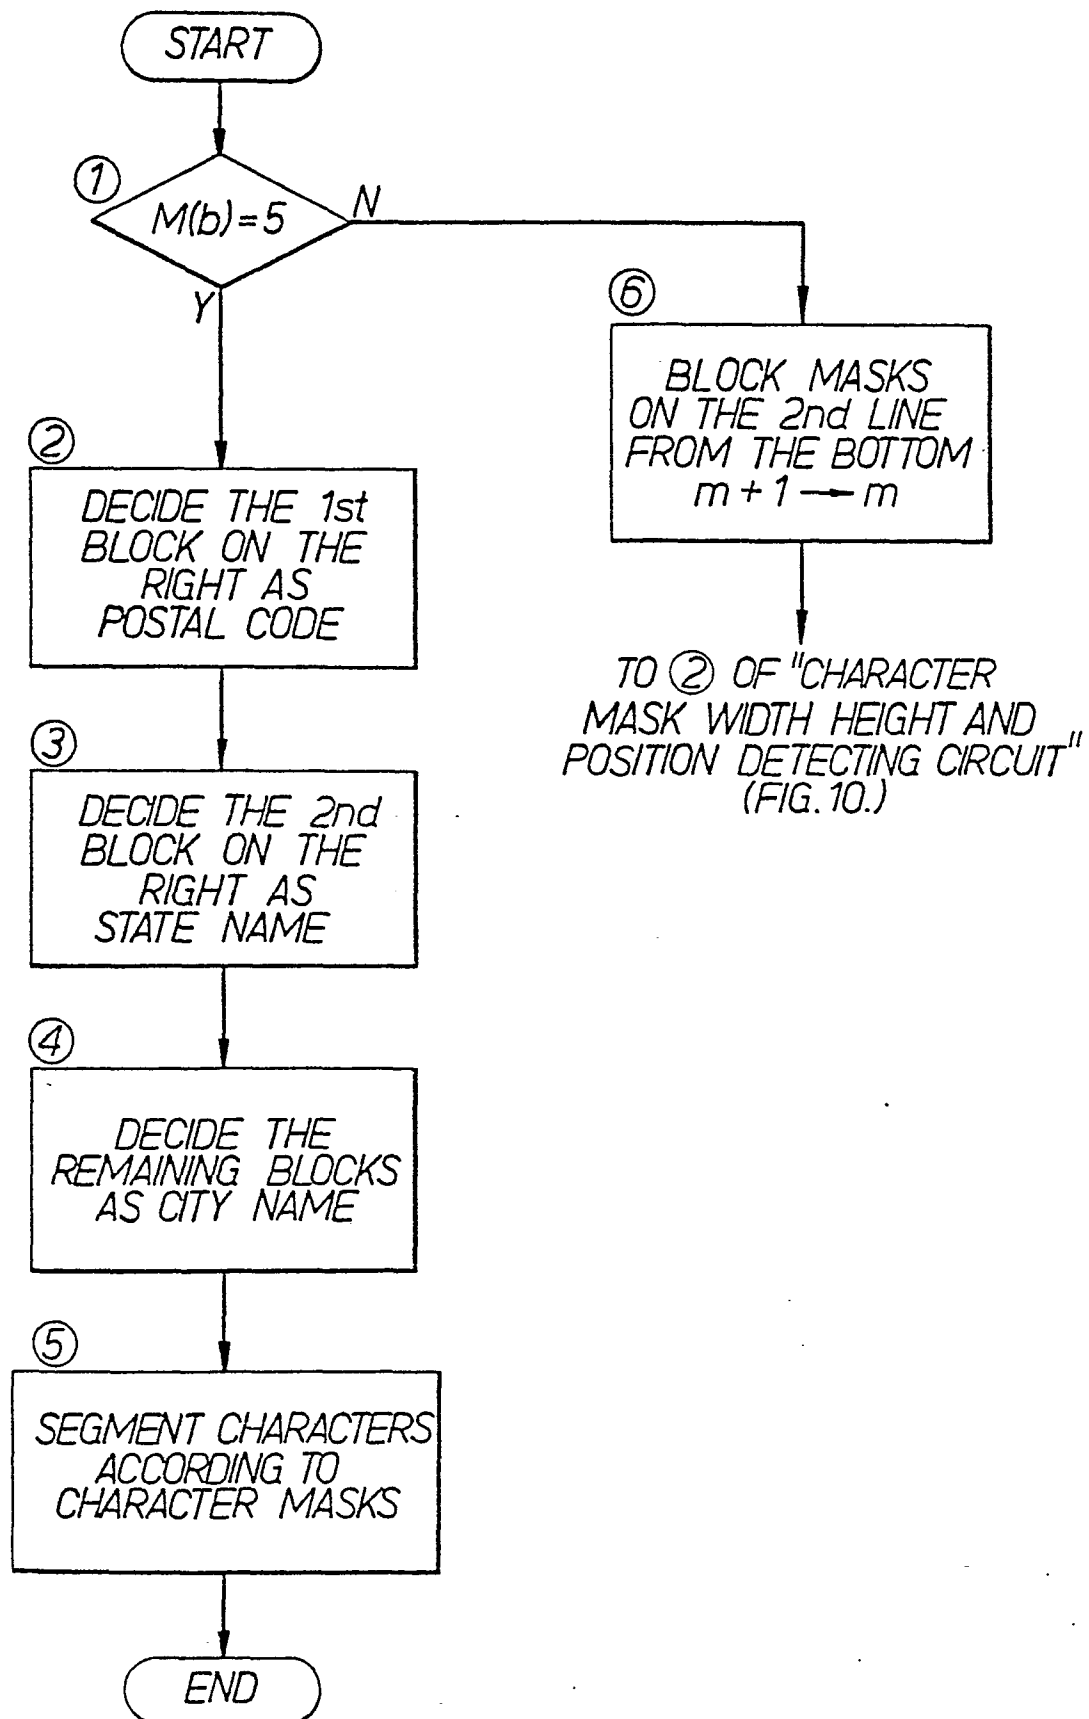 START
①
M(b)=5
N
Y
②
DECIDE THE 1st
BLOCK ON THE
RIGHT AS
POSTAL CODE
③
DECIDE THE 2nd
BLOCK ON THE
RIGHT AS
STATE NAME
④
DECIDE THE
REMAINING BLOCKS
AS CITY NAME
⑤
SEGMENT CHARACTERS
ACCORDING TO
CHARACTER MASKS
END
⑥
BLOCK MASKS
ON THE 2nd LINE
FROM THE BOTTOM
m + 1 → m
TO ② OF "CHARACTER
MASK WIDTH HEIGHT AND
POSITION DETECTING CIRCUIT"
(FIG. 10.)